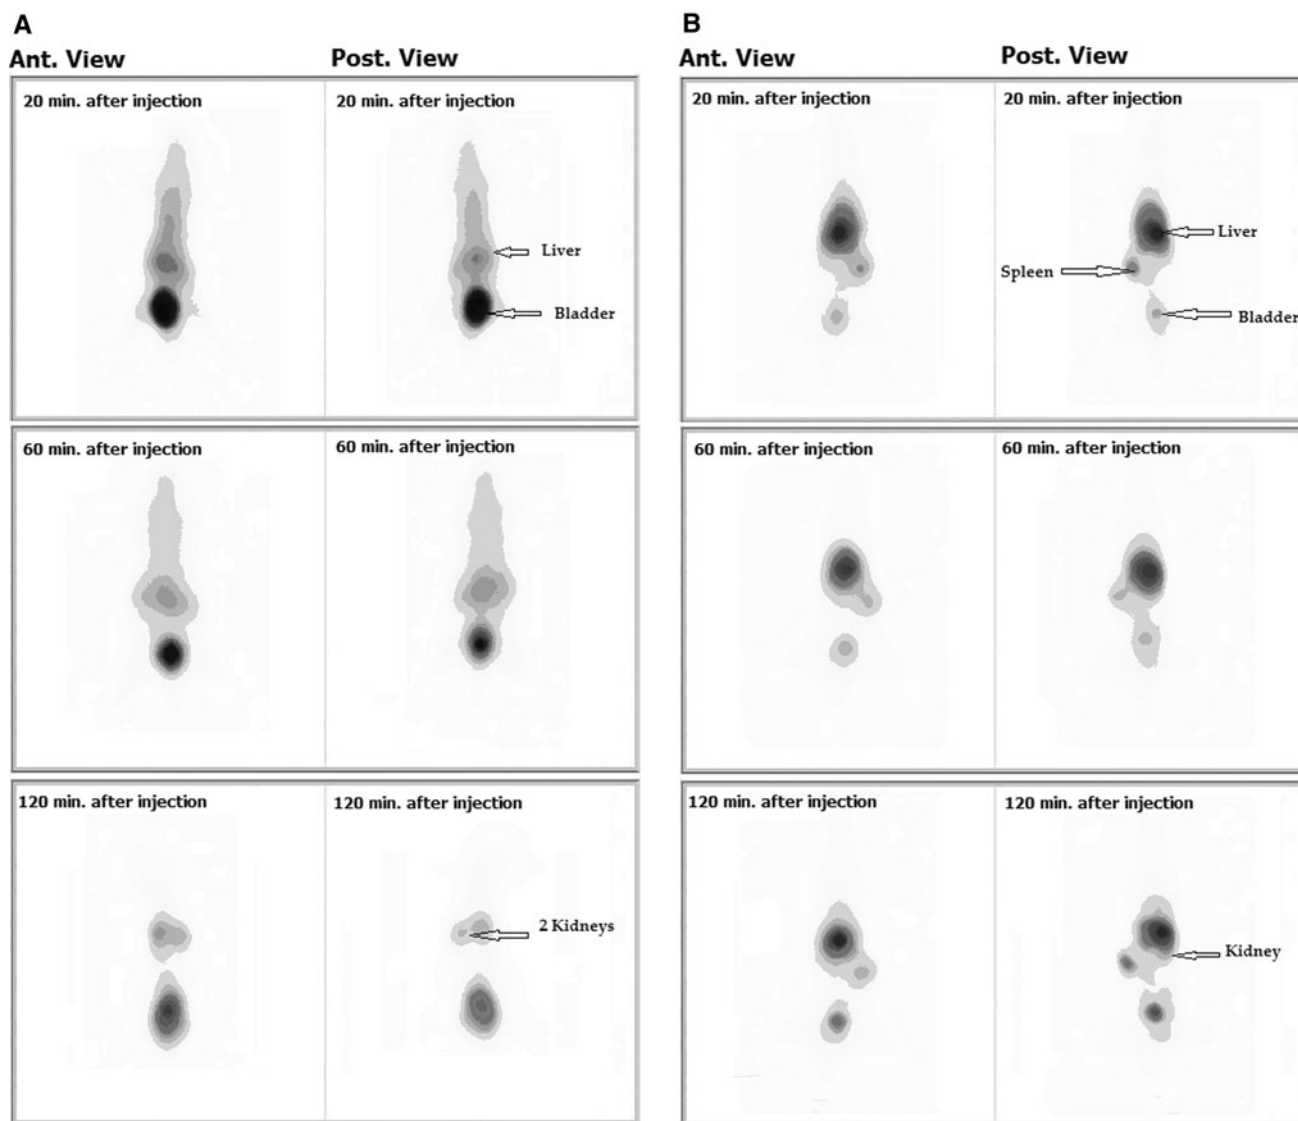 A
Ant. View
Post. View
20 min. after injection
20 min. after injection
Liver
Bladder
60 min. after injection
60 min. after injection
120 min. after injection
120 min. after injection
2 Kidneys
B
Ant. View
Post. View
20 min. after injection
20 min. after injection
Liver
Spleen
Bladder
60 min. after injection
60 min. after injection
120 min. after injection
120 min. after injection
Kidney